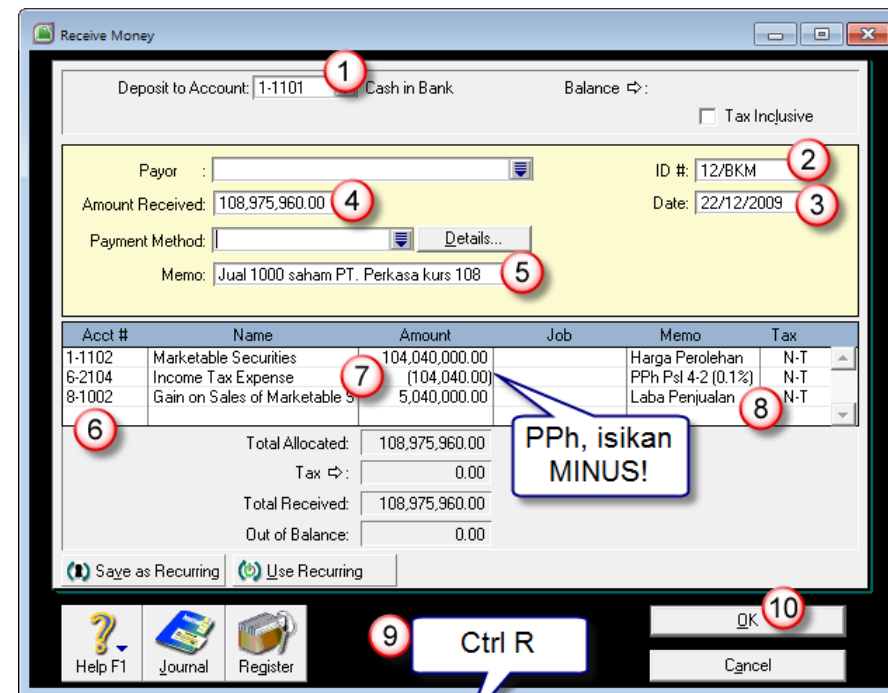 Receive Money
1
Deposit to Account: 1-1101 Cash in Bank Balance ⇨:
Tax Inclusive
2
Payor : ID #: 12/BKM
Amount Received: 108,975,960.00 4 Date: 22/12/2009 3
Payment Method: Details...
Memo: Jual 1000 saham PT. Perkasa kurs 108 5
Acct # Name Amount Job Memo Tax
1-1102 Marketable Securities 104,040,000.00 Harga Perolehan N-T
6-2104 Income Tax Expense 7 (104,040.00) PPh Psl 4-2 (0.1%) N-T
8-1002 Gain on Sales of Marketable S 5,040,000.00 Laba Penjualan 8 N-T
6
Total Allocated: 108,975,960.00
Tax ⇨: 0.00
Total Received: 108,975,960.00
Out of Balance: 0.00
PPh, isikan
MINUS!
Save as Recurring Use Recurring
Help F1 Journal Register
9 Ctrl R
OK 10
Cancel